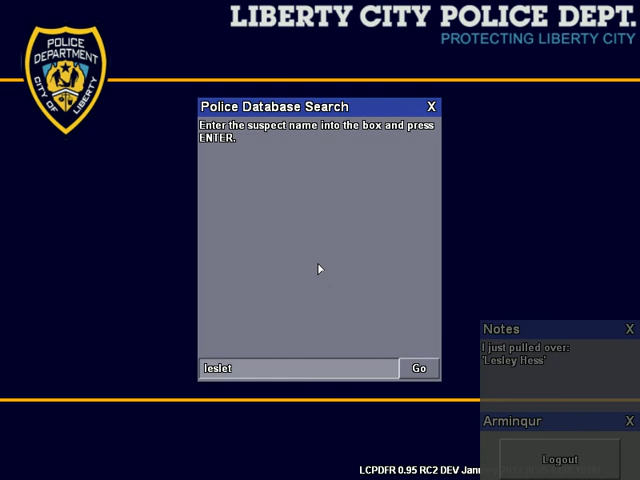 LIBERTY CITY POLICE DEPT.
PROTECTING LIBERTY CITY
POLICE
DEPARTMENT
CITY OF LIBERTY
Police Database Search X
Enter the suspect name into the box and press
ENTER.
leslet Go
Notes X
I just pulled over:
'Lesley Hess'
Arminqur X
Logout
LCPDFR 0.95 RC2 DEV